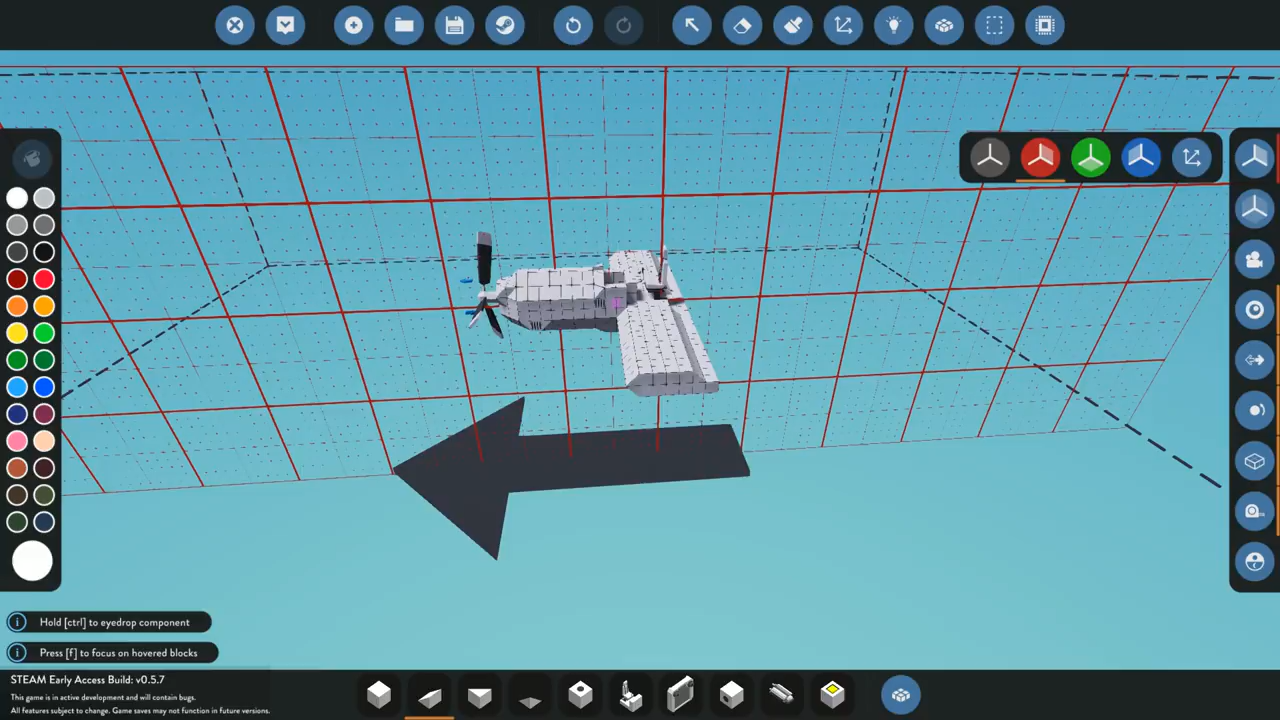 Hold [ctrl] to eyedrop component
Press [f] to focus on hovered blocks
STEAM Early Access Build: v0.5.7
This game is in active development and will contain bugs.
All features subject to change. Game saves may not function in future versions.